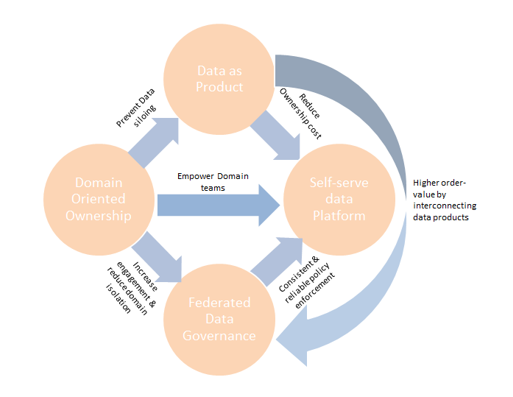 Data as
Product
Prevent Data
siloing
Reduce
Ownership cost
Domain
Oriented
Ownership
Empower Domain
teams
Self-serve
data
Platform
Higher order-
value by
interconnecting
data products
Increase
engagement &
reduce domain
isolation
Consistent &
reliable policy
enforcement
Federated
Data
Governance